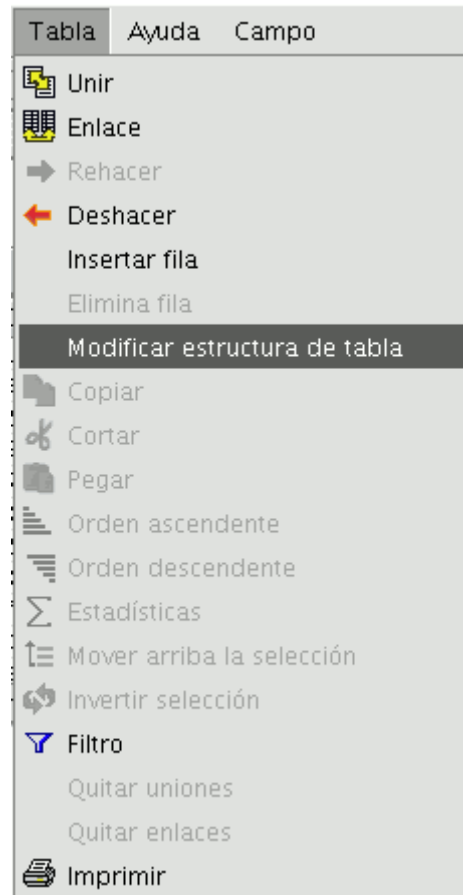 Tabla Ayuda Campo
Unir
Enlace
Rehacer
Deshacer
Insertar fila
Elimina fila
Modificar estructura de tabla
Copiar
Cortar
Pegar
Orden ascendente
Orden descendente
Estadísticas
Mover arriba la selección
Invertir selección
Filtro
Quitar uniones
Quitar enlaces
Imprimir